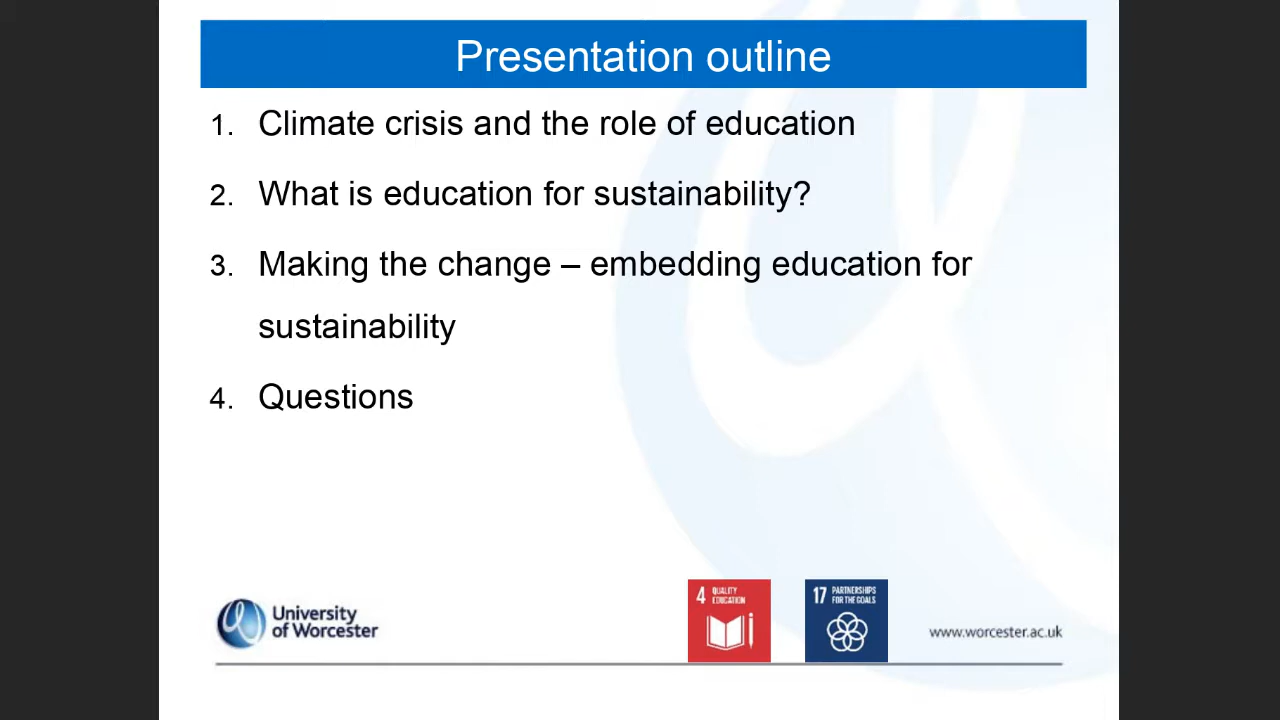 Presentation outline
1. Climate crisis and the role of education
2. What is education for sustainability?
3. Making the change – embedding education for
sustainability
4. Questions
University
of Worcester
4 QUALITY
EDUCATION
17 PARTNERSHIPS
FOR THE GOALS
www.worcester.ac.uk